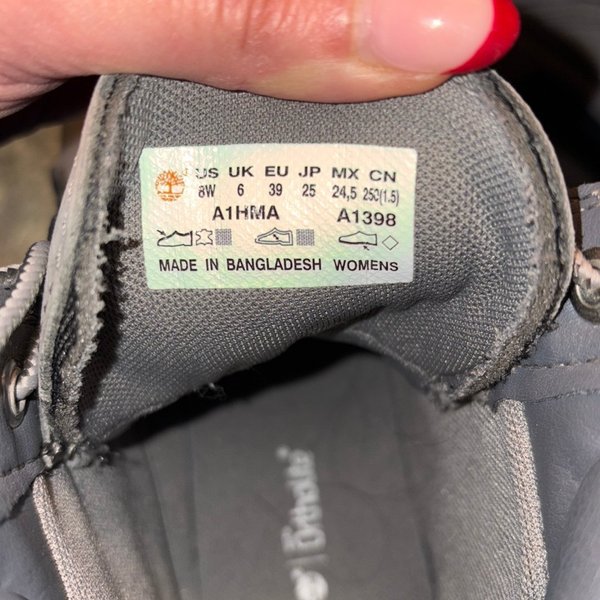 US UK EU JP MX CN
8W 6 39 25 24,5 250(1.5)
A1HMA A1398
MADE IN BANGLADESH WOMENS
OrthoLite